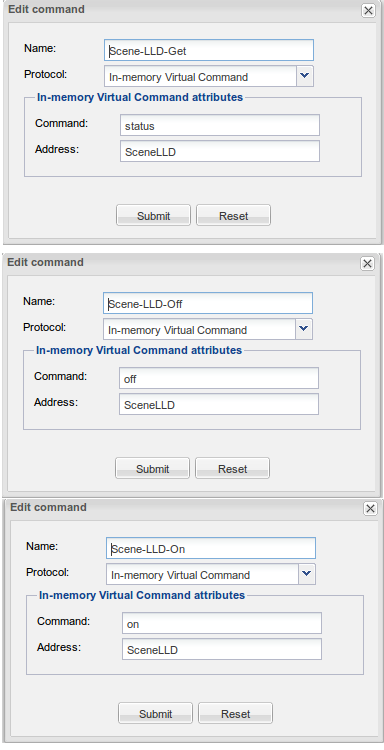 Edit command
Name: Scene-LLD-Get
Protocol: In-memory Virtual Command
In-memory Virtual Command attributes
Command: status
Address: SceneLLD
Submit Reset
Edit command
Name: Scene-LLD-Off
Protocol: In-memory Virtual Command
In-memory Virtual Command attributes
Command: off
Address: SceneLLD
Submit Reset
Edit command
Name: Scene-LLD-On
Protocol: In-memory Virtual Command
In-memory Virtual Command attributes
Command: on
Address: SceneLLD
Submit Reset